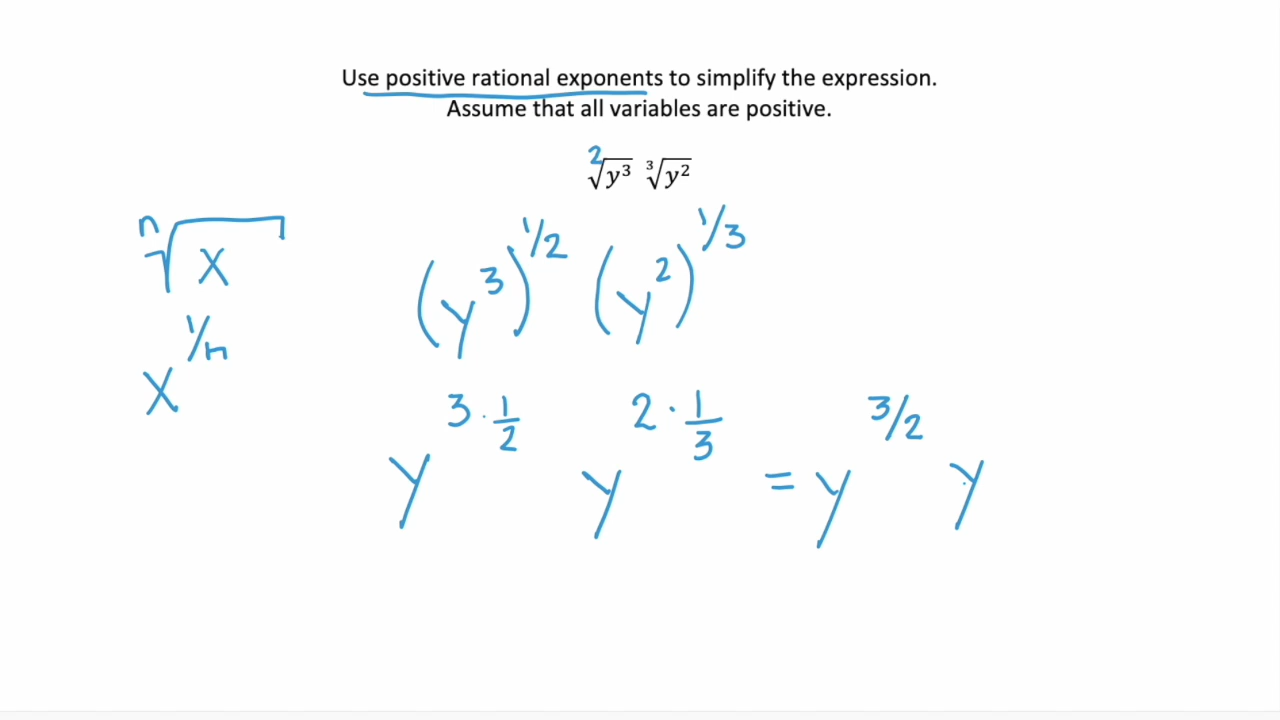 Use positive rational exponents to simplify the expression.
Assume that all variables are positive.
²√y³ ³√y²
ⁿ√x
x^1/n
(y³)^1/2 (y²)^1/3
y^3·1/2 y^2·1/3 = y^3/2 y